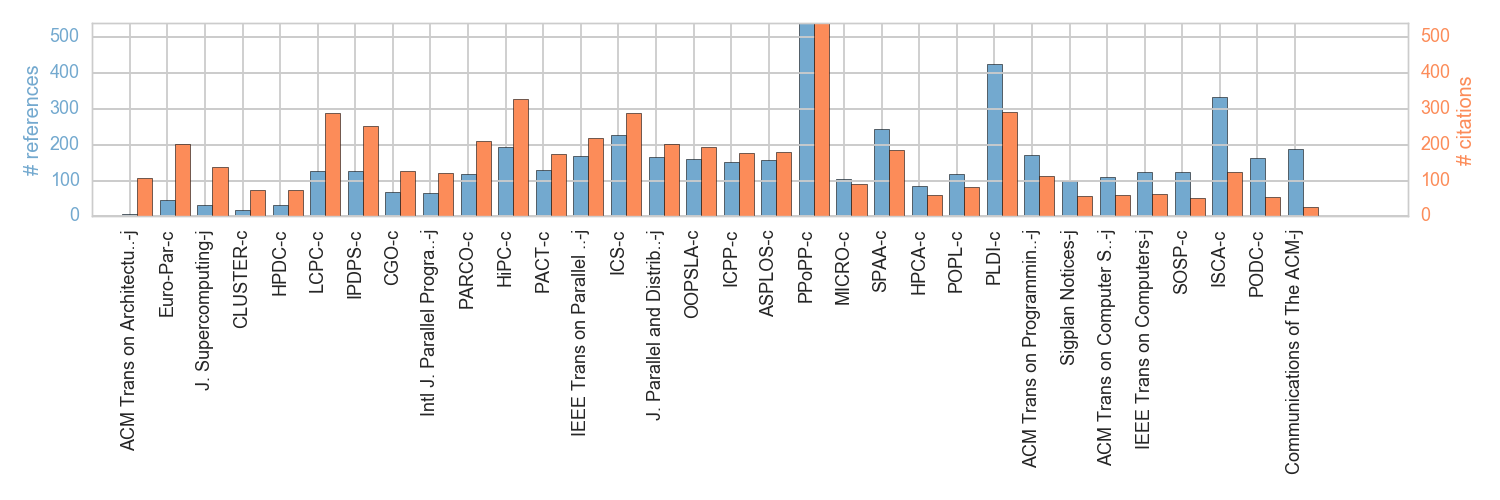 # references
500
400
300
200
100
0
500
400
300
200
100
0
# citations
ACM Trans on Architectu..-j
Euro-Par-c
J. Supercomputing-j
CLUSTER-c
HPDC-c
LCPC-c
IPDPS-c
CGO-c
Intl J. Parallel Progra..-j
PARCO-c
HiPC-c
PACT-c
IEEE Trans on Parallel ..-j
ICS-c
J. Parallel and Distrib..-j
OOPSLA-c
ICPP-c
ASPLOS-c
PPoPP-c
MICRO-c
SPAA-c
HPCA-c
POPL-c
PLDI-c
ACM Trans on Programmin..-j
Sigplan Notices-j
ACM Trans on Computer S..-j
IEEE Trans on Computers-j
SOSP-c
ISCA-c
PODC-c
Communications of The ACM-j